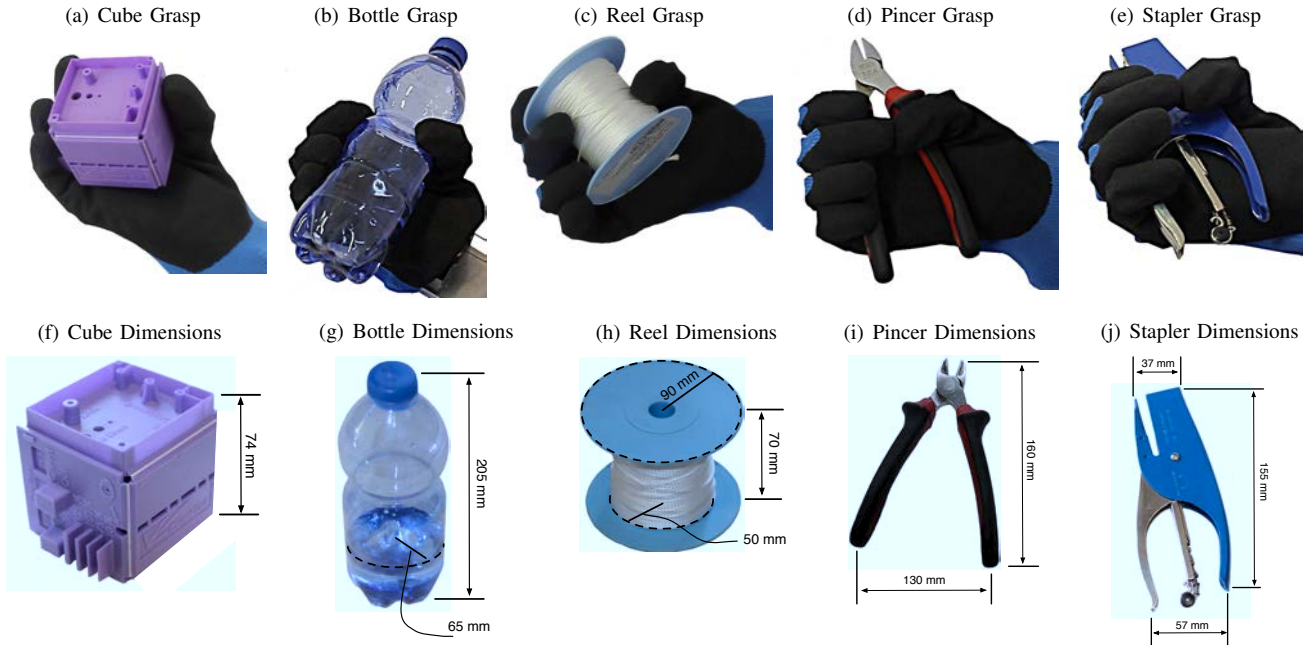 (a) Cube Grasp
(b) Bottle Grasp
(c) Reel Grasp
(d) Pincer Grasp
(e) Stapler Grasp
(f) Cube Dimensions
(g) Bottle Dimensions
(h) Reel Dimensions
(i) Pincer Dimensions
(j) Stapler Dimensions
74 mm
205 mm
65 mm
90 mm
70 mm
50 mm
160 mm
130 mm
37 mm
155 mm
57 mm